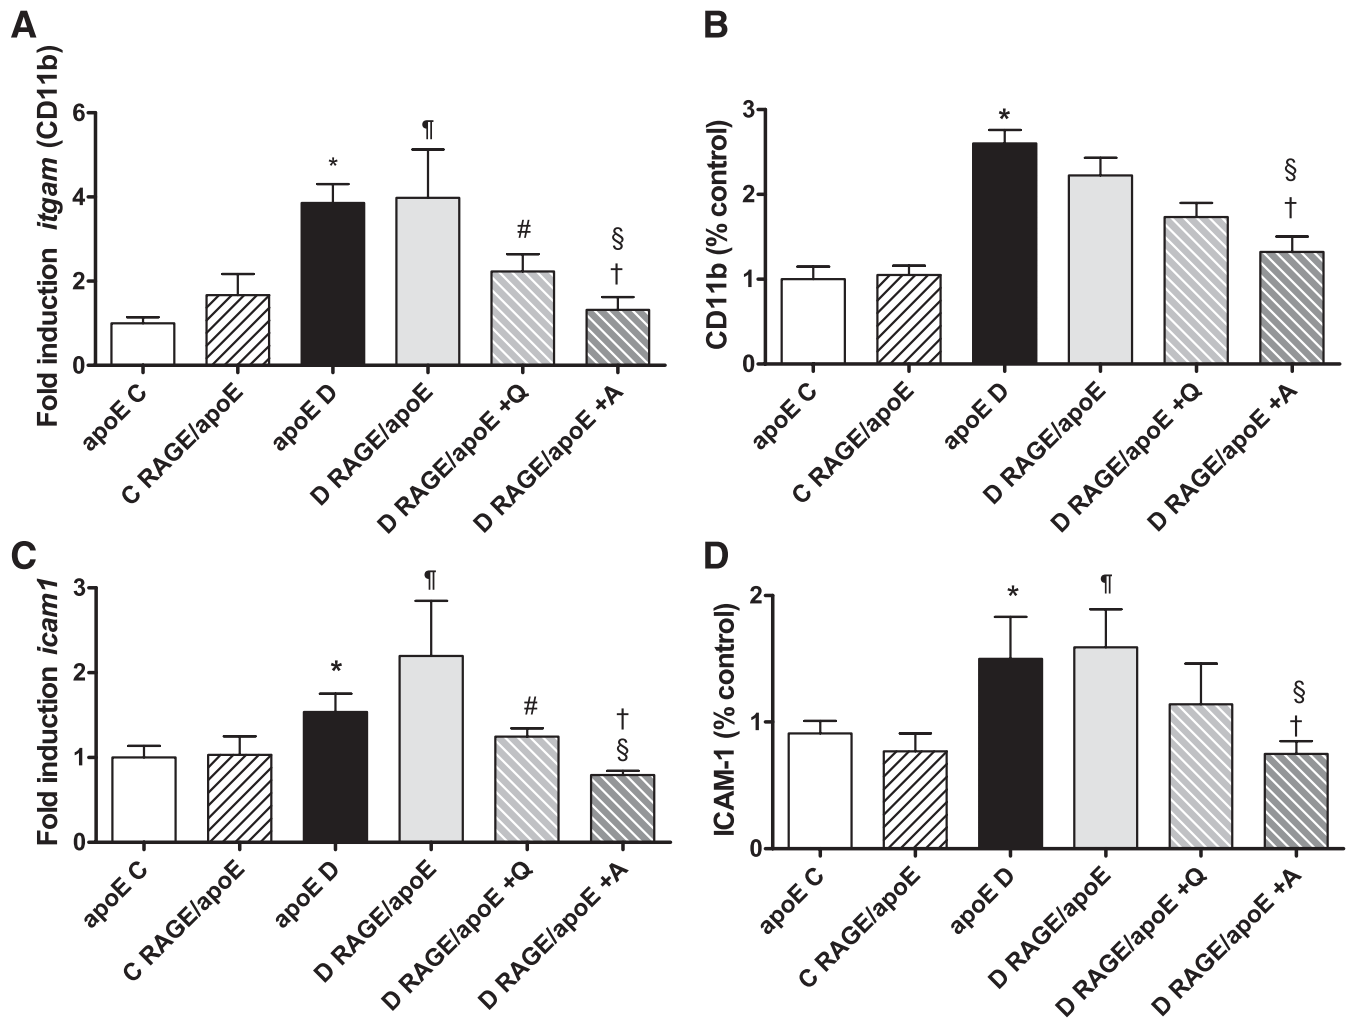 A
Fold induction itgam (CD11b)
6
4
2
0
*
¶
#
§
†
apoE C
C RAGE/apoE
apoE D
D RAGE/apoE
D RAGE/apoE +Q
D RAGE/apoE +A
B
CD11b (% control)
3
2
1
0
*
§
†
apoE C
C RAGE/apoE
apoE D
D RAGE/apoE
D RAGE/apoE +Q
D RAGE/apoE +A
C
Fold induction icam1
3
2
1
0
*
¶
#
†
§
apoE C
C RAGE/apoE
apoE D
D RAGE/apoE
D RAGE/apoE +Q
D RAGE/apoE +A
D
ICAM-1 (% control)
2
1
0
*
¶
§
†
apoE C
C RAGE/apoE
apoE D
D RAGE/apoE
D RAGE/apoE +Q
D RAGE/apoE +A